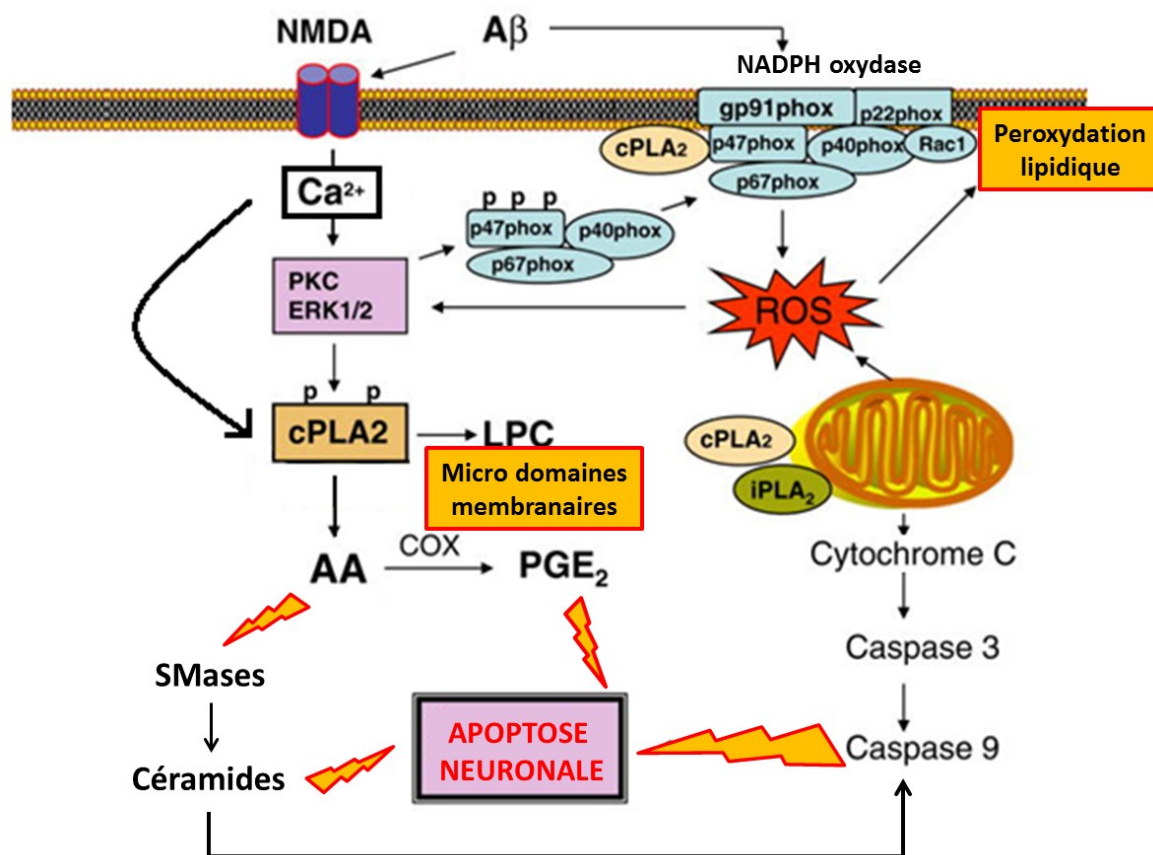 NMDA
Aβ
NADPH oxydase
gp91phox
p22phox
cPLA2
p47phox
p40phox
Rac1
p67phox
Peroxydation
lipidique
Ca2+
p p p
p47phox
p40phox
p67phox
PKC
ERK1/2
ROS
p p
cPLA2
LPC
Micro domaines
membranaires
cPLA2
iPLA2
AA
COX
PGE2
Cytochrome C
SMases
Caspase 3
APOPTOSE
NEURONALE
Caspase 9
Céramides